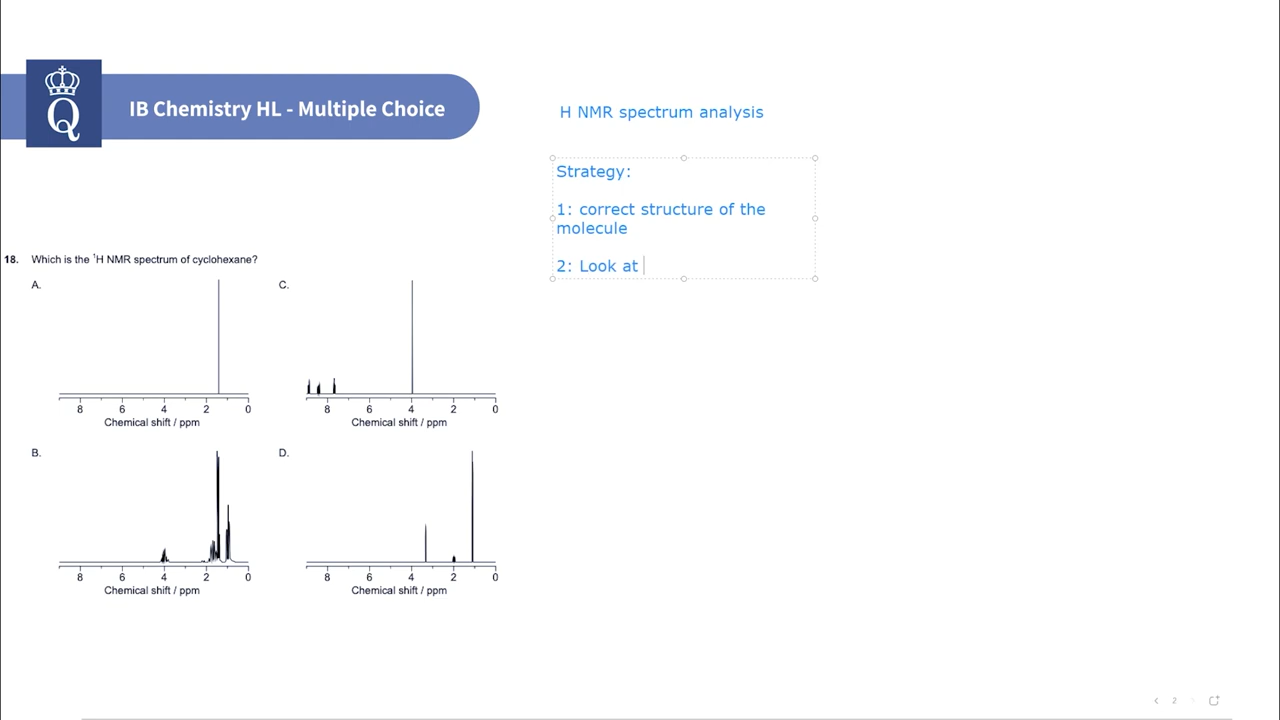 Q
IB Chemistry HL - Multiple Choice
H NMR spectrum analysis
Strategy:
1: correct structure of the
molecule
2: Look at
18. Which is the ¹H NMR spectrum of cyclohexane?
A.
8 6 4 2 0
Chemical shift / ppm
C.
8 6 4 2 0
Chemical shift / ppm
B.
8 6 4 2 0
Chemical shift / ppm
D.
8 6 4 2 0
Chemical shift / ppm
2